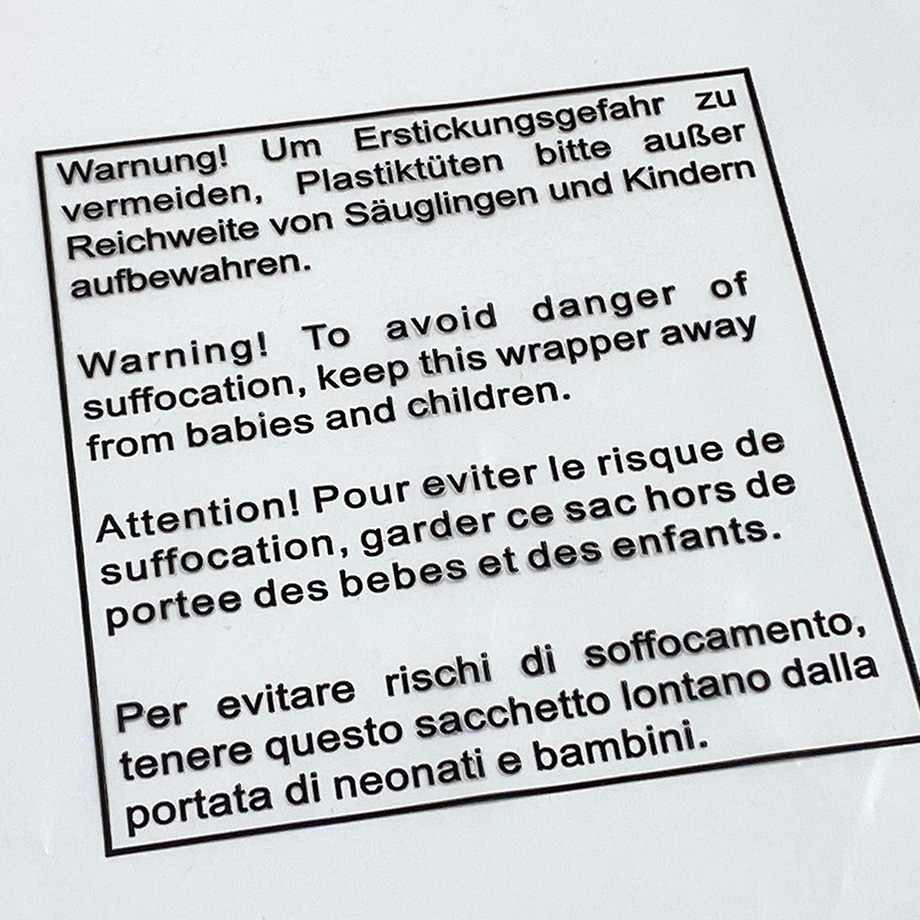 Warnung! Um Erstickungsgefahr zu
vermeiden, Plastiktüten bitte außer
Reichweite von Säuglingen und Kindern
aufbewahren.
Warning! To avoid danger of
suffocation, keep this wrapper away
from babies and children.
Attention! Pour eviter le risque de
suffocation, garder ce sac hors de
portee des bebes et des enfants.
Per evitare rischi di soffocamento,
tenere questo sacchetto lontano dalla
portata di neonati e bambini.